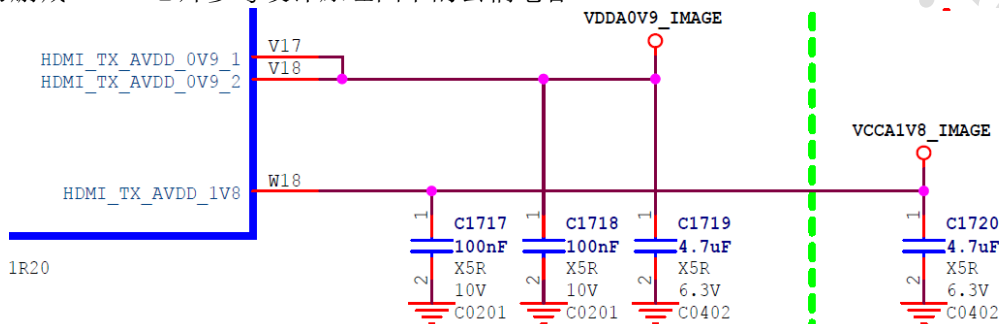 VDDA0V9_IMAGE
V17
HDMI_TX_AVDD_0V9_1
V18
HDMI_TX_AVDD_0V9_2
VCCA1V8_IMAGE
W18
HDMI_TX_AVDD_1V8
1 C1717 1 C1718 1 C1719 1 C1720
100nF 100nF 4.7uF 4.7uF
1R20 X5R X5R X5R X5R
2 10V 2 10V 2 6.3V 2 6.3V
C0201 C0201 C0402 C0402